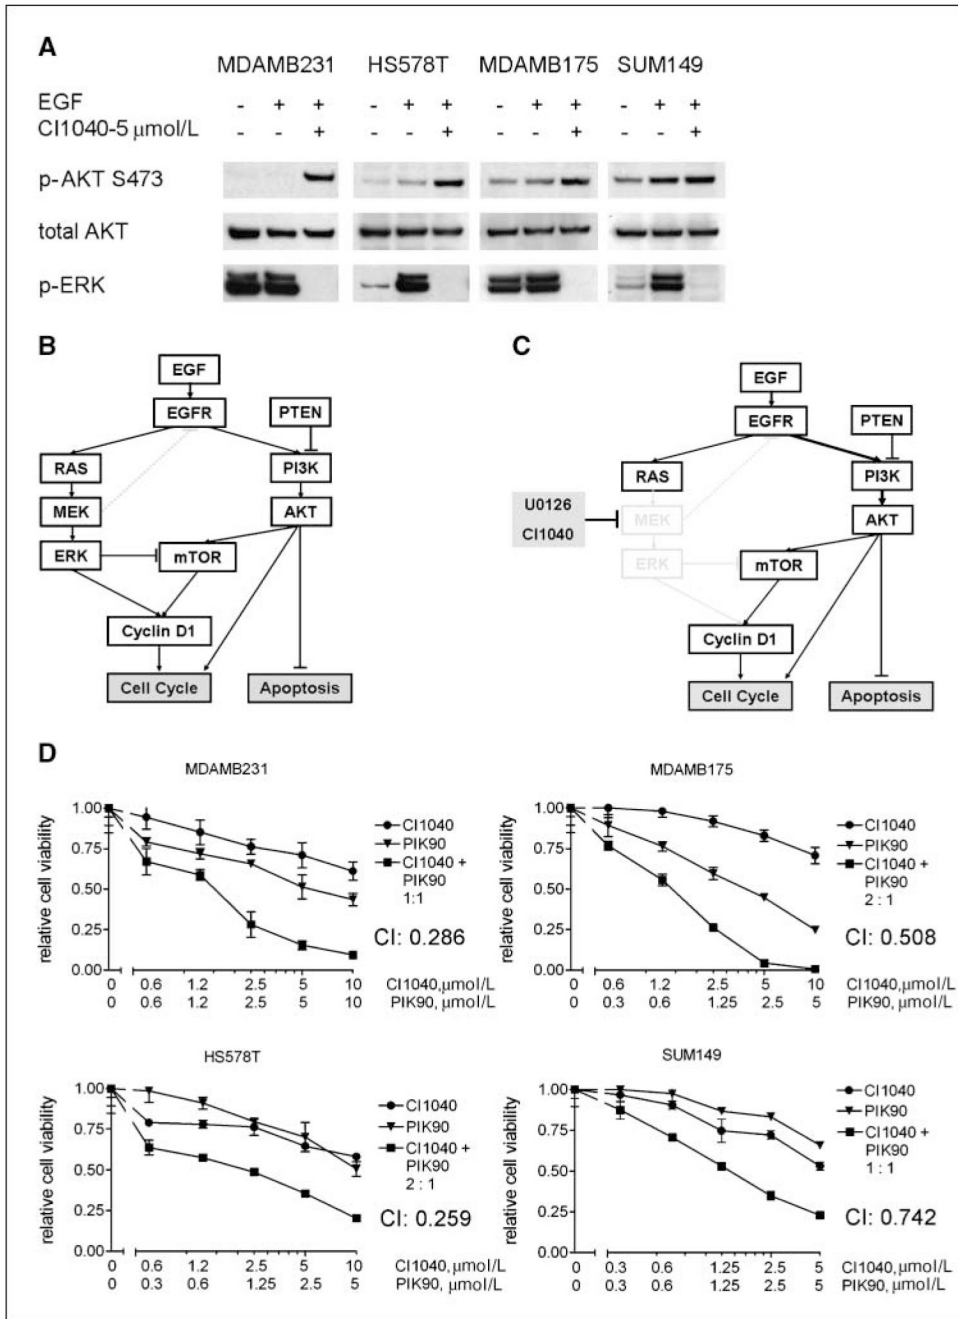 A
MDAMB231 HS578T MDAMB175 SUM149
EGF - + + - + + - + + - + +
CI1040-5 μmol/L - - + - - + - - + - - +
p-AKT S473
total AKT
p-ERK
B
EGF
EGFR PTEN
RAS PI3K
MEK AKT
ERK mTOR
Cyclin D1
Cell Cycle Apoptosis
C
EGF
EGFR PTEN
RAS PI3K
U0126
CI1040
MEK AKT
ERK mTOR
Cyclin D1
Cell Cycle Apoptosis
D
MDAMB231
relative cell viability
1.00
0.75
0.50
0.25
0.00
CI1040
PIK90
CI1040 +
PIK90
1:1
CI: 0.286
0 0.6 1.2 2.5 5 10 CI1040,μmol/L
0 0.6 1.2 2.5 5 10 PIK90, μmol/L
MDAMB175
relative cell viability
1.00
0.75
0.50
0.25
0.00
CI1040
PIK90
CI1040 +
PIK90
2 : 1
CI: 0.508
0 0.6 1.2 2.5 5 10 CI1040,μmol/L
0 0.3 0.6 1.25 2.5 5 PIK90, μmol/L
HS578T
relative cell viability
1.00
0.75
0.50
0.25
0.00
CI1040
PIK90
CI1040 +
PIK90
2 : 1
CI: 0.259
0 0.6 1.2 2.5 5 10 CI1040,μmol/L
0 0.3 0.6 1.25 2.5 5 PIK90, μmol/L
SUM149
relative cell viability
1.00
0.75
0.50
0.25
0.00
CI1040
PIK90
CI1040 +
PIK90
1 : 1
CI: 0.742
0 0.3 0.6 1.25 2.5 5 CI1040,μmol/L
0 0.3 0.6 1.25 2.5 5 PIK90, μmol/L